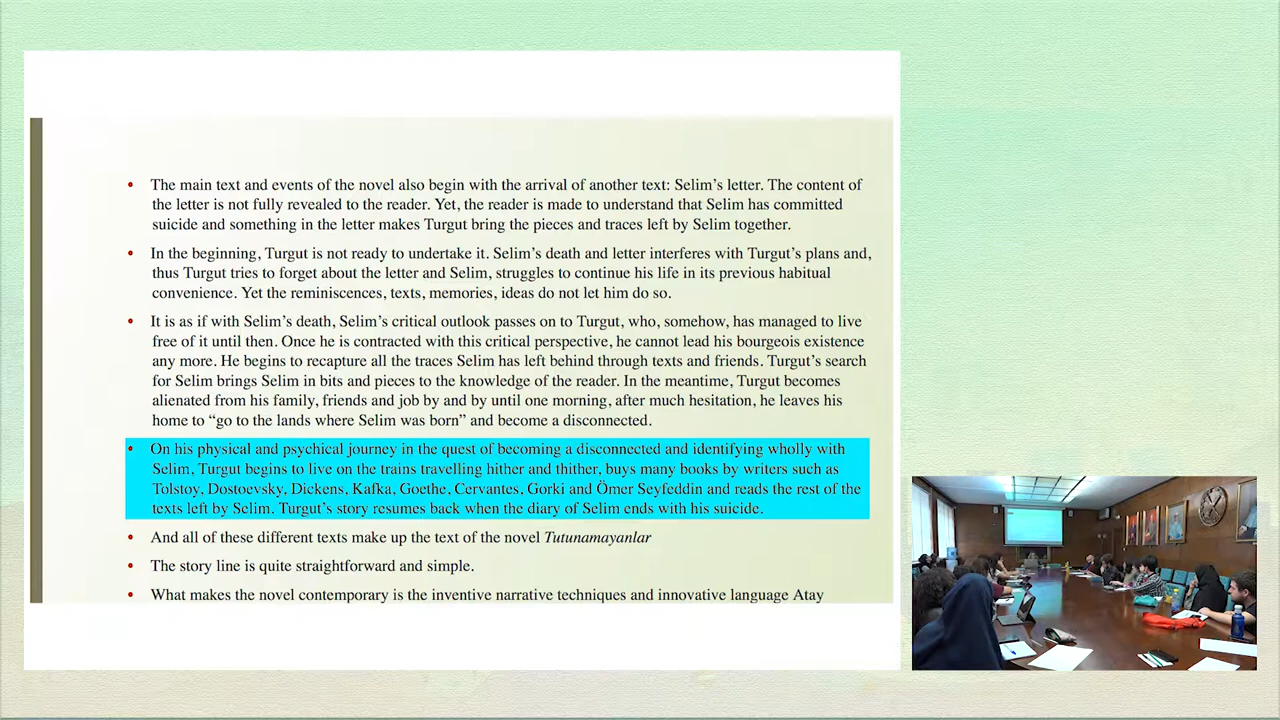 • The main text and events of the novel also begin with the arrival of another text: Selim's letter. The content of
the letter is not fully revealed to the reader. Yet, the reader is made to understand that Selim has committed
suicide and something in the letter makes Turgut bring the pieces and traces left by Selim together.
• In the beginning, Turgut is not ready to undertake it. Selim's death and letter interferes with Turgut's plans and,
thus Turgut tries to forget about the letter and Selim, struggles to continue his life in its previous habitual
convenience. Yet the reminiscences, texts, memories, ideas do not let him do so.
• It is as if with Selim's death, Selim's critical outlook passes on to Turgut, who, somehow, has managed to live
free of it until then. Once he is contracted with this critical perspective, he cannot lead his bourgeois existence
any more. He begins to recapture all the traces Selim has left behind through texts and friends. Turgut's search
for Selim brings Selim in bits and pieces to the knowledge of the reader. In the meantime, Turgut becomes
alienated from his family, friends and job by and by until one morning, after much hesitation, he leaves his
home to “go to the lands where Selim was born” and become a disconnected.
• On his physical and psychical journey in the quest of becoming a disconnected and identifying wholly with
Selim, Turgut begins to live on the trains travelling hither and thither, buys many books by writers such as
Tolstoy, Dostoevsky, Dickens, Kafka, Goethe, Cervantes, Gorki and Ömer Seyfeddin and reads the rest of the
texts left by Selim. Turgut's story resumes back when the diary of Selim ends with his suicide.
• And all of these different texts make up the text of the novel Tutunamayanlar
• The story line is quite straightforward and simple.
• What makes the novel contemporary is the inventive narrative techniques and innovative language Atay